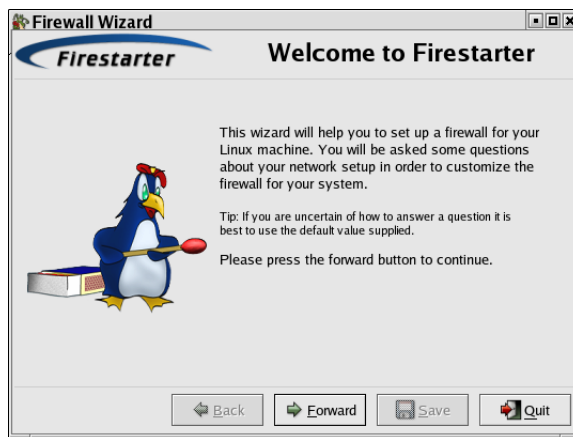 Firewall Wizard
Firestarter
Welcome to Firestarter
This wizard will help you to set up a firewall for your
Linux machine. You will be asked some questions
about your network setup in order to customize the
firewall for your system.
Tip: If you are uncertain of how to answer a question it is
best to use the default value supplied.
Please press the forward button to continue.
Back
Forward
Save
Quit